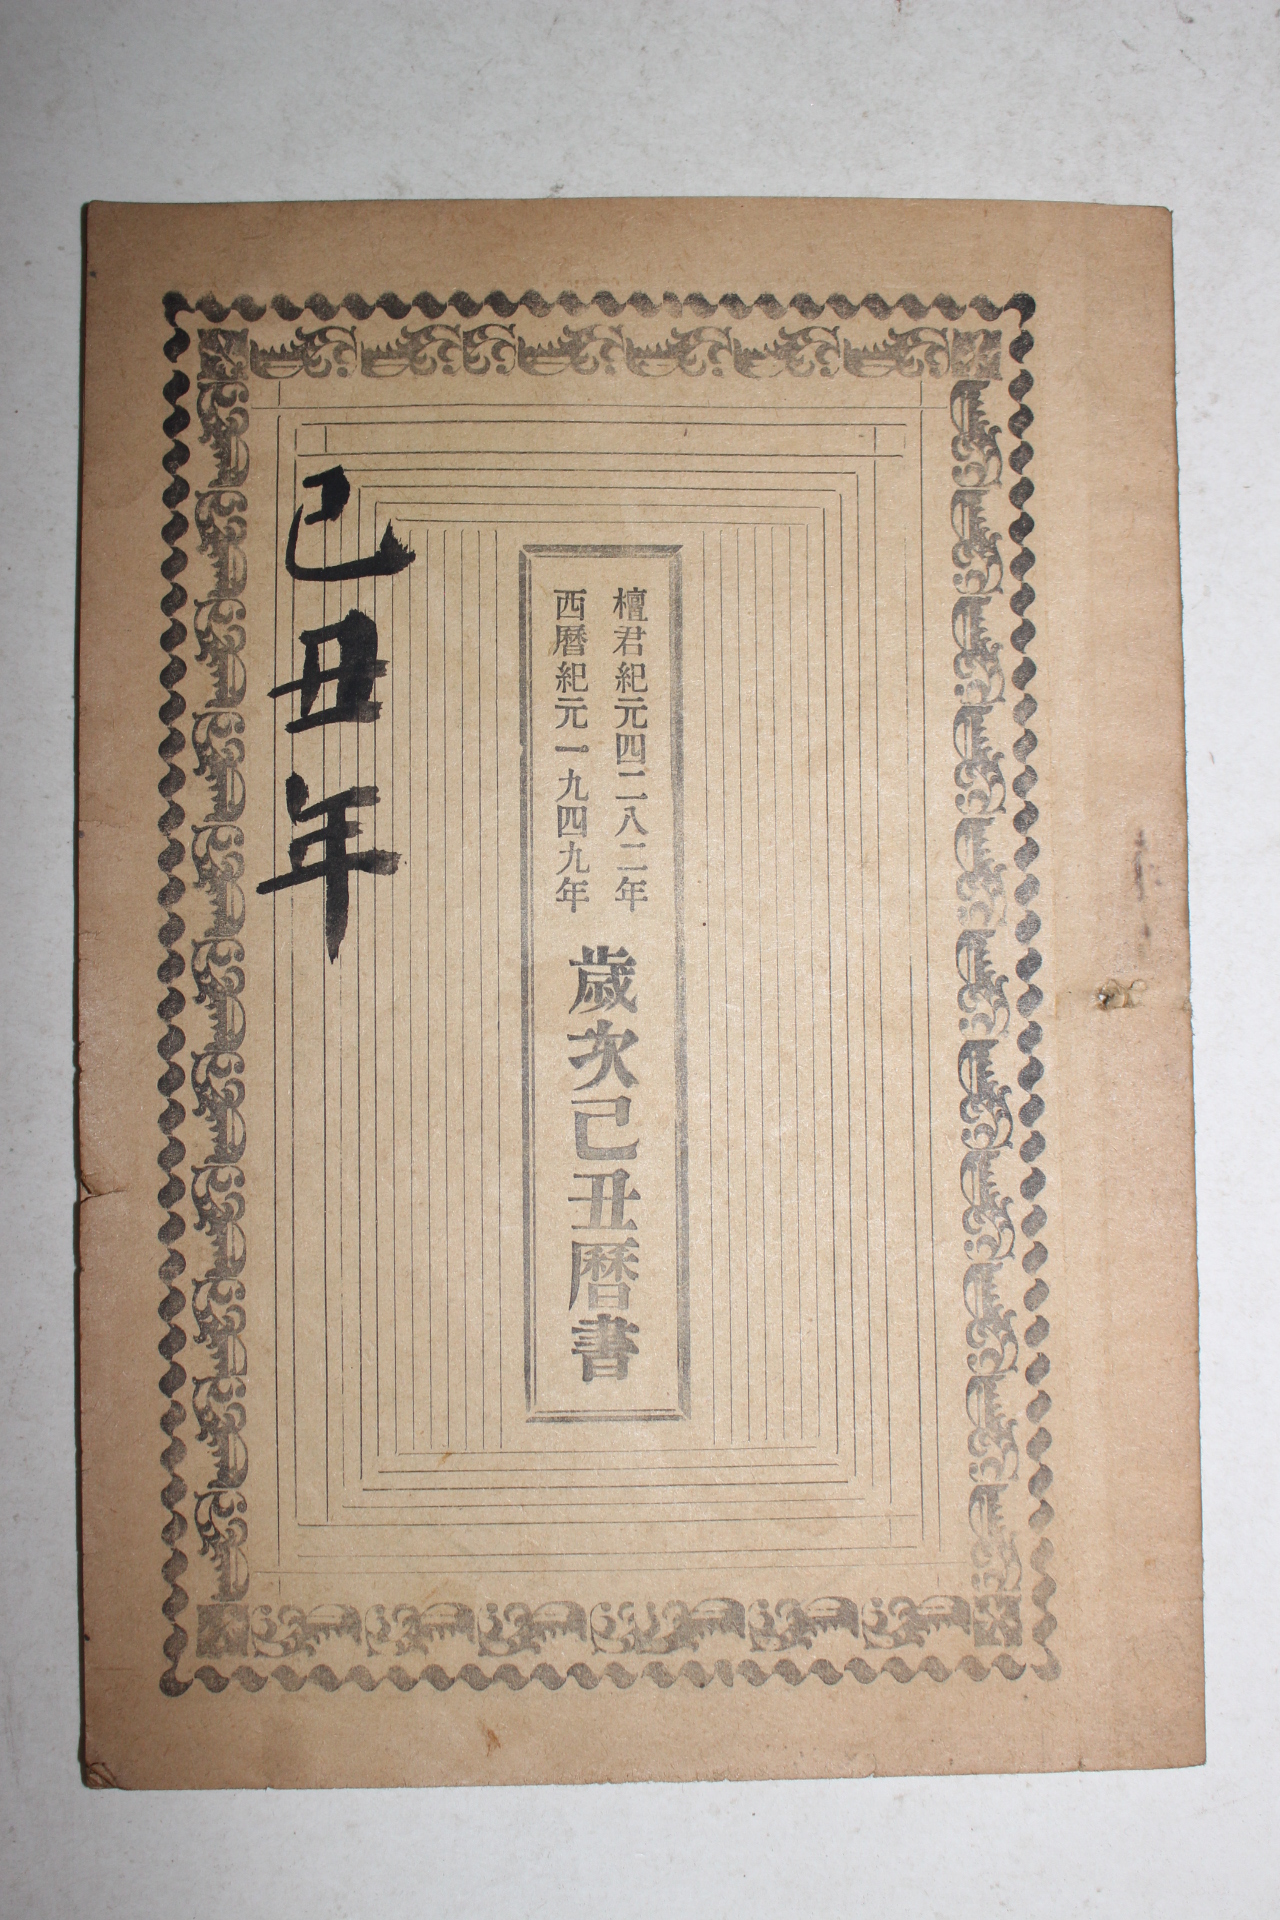 檀君紀元四二八二年
西曆紀元一九四九年
歲次己丑曆書
己丑年